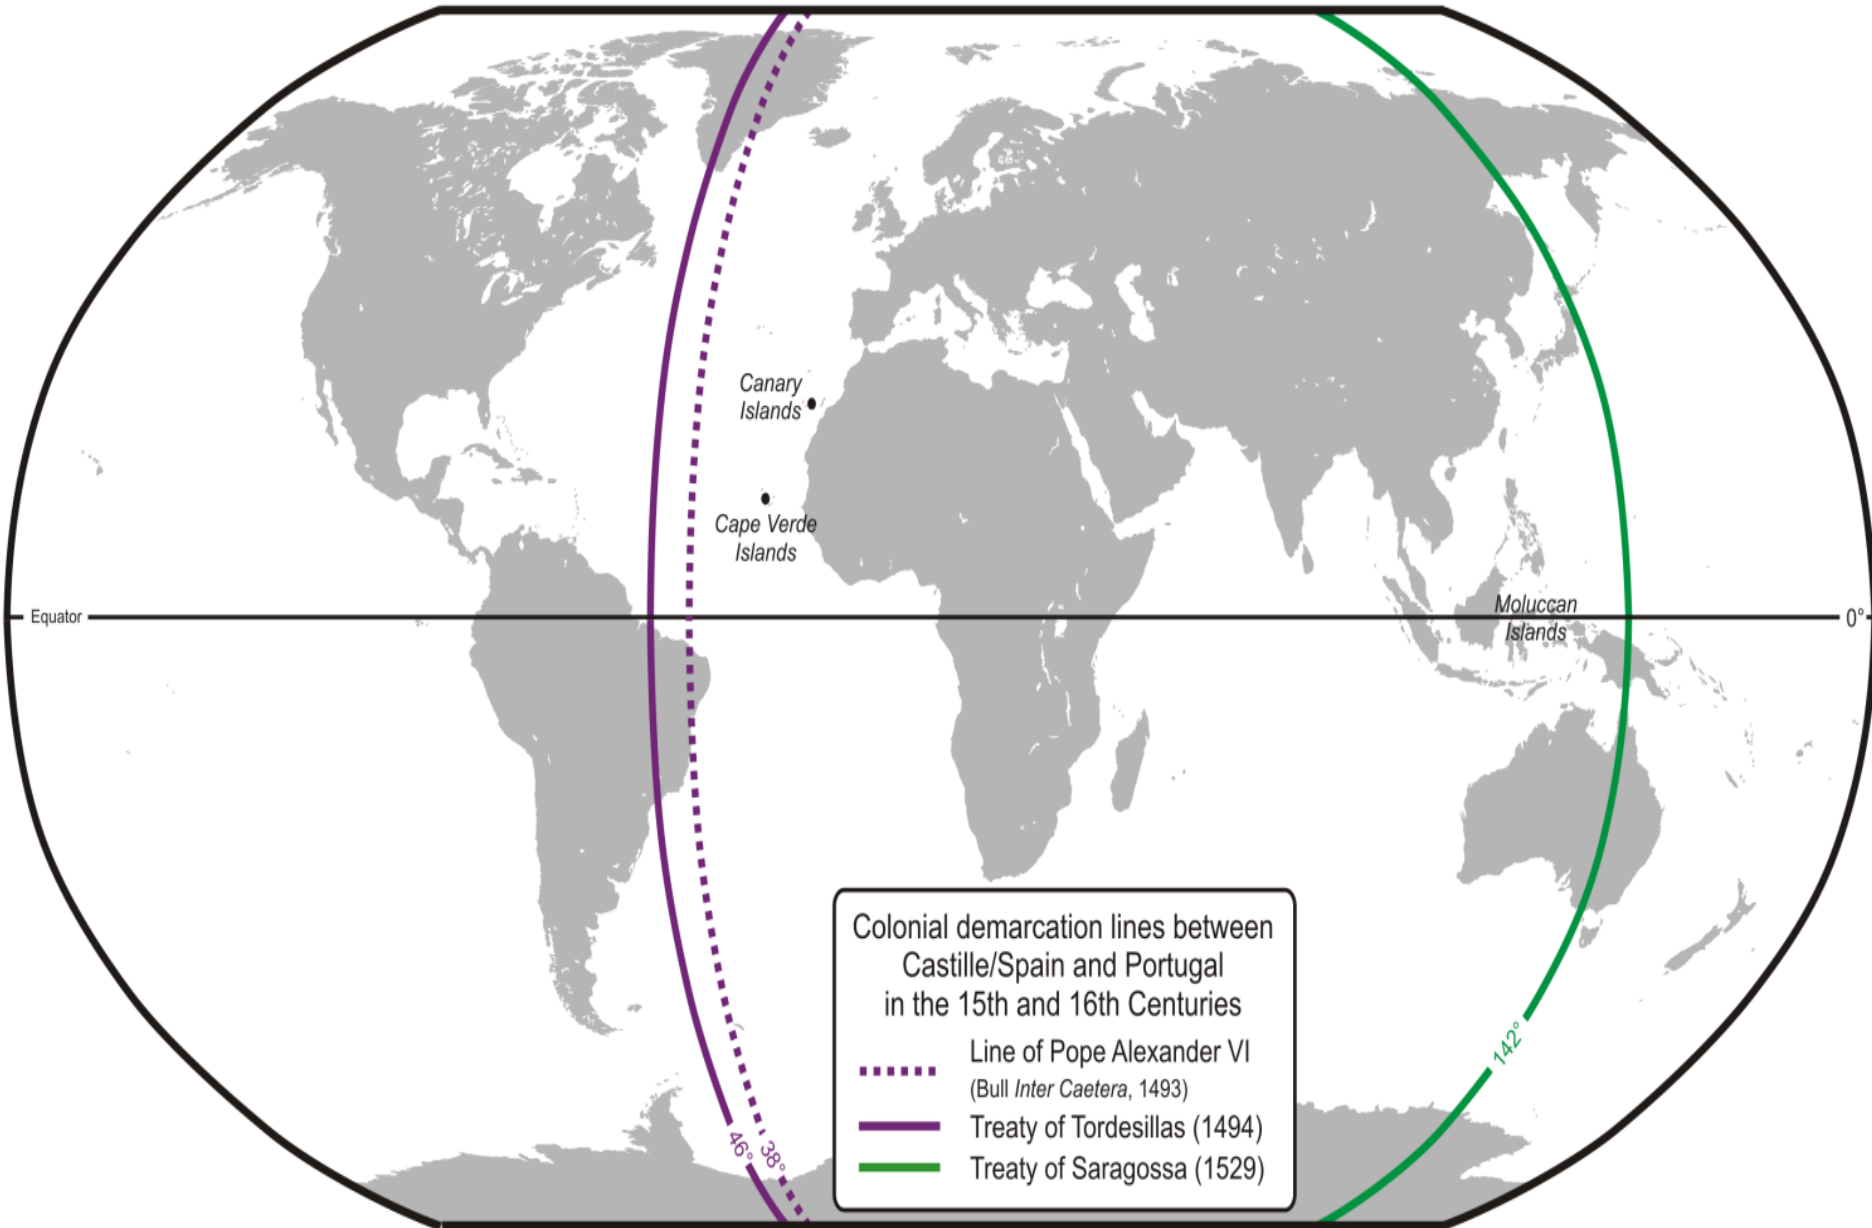 Canary
Islands
Cape Verde
Islands
Equator
Moluccan
Islands
0°
142°
46°
38°
Colonial demarcation lines between
Castille/Spain and Portugal
in the 15th and 16th Centuries
Line of Pope Alexander VI
(Bull Inter Caetera, 1493)
Treaty of Tordesillas (1494)
Treaty of Saragossa (1529)